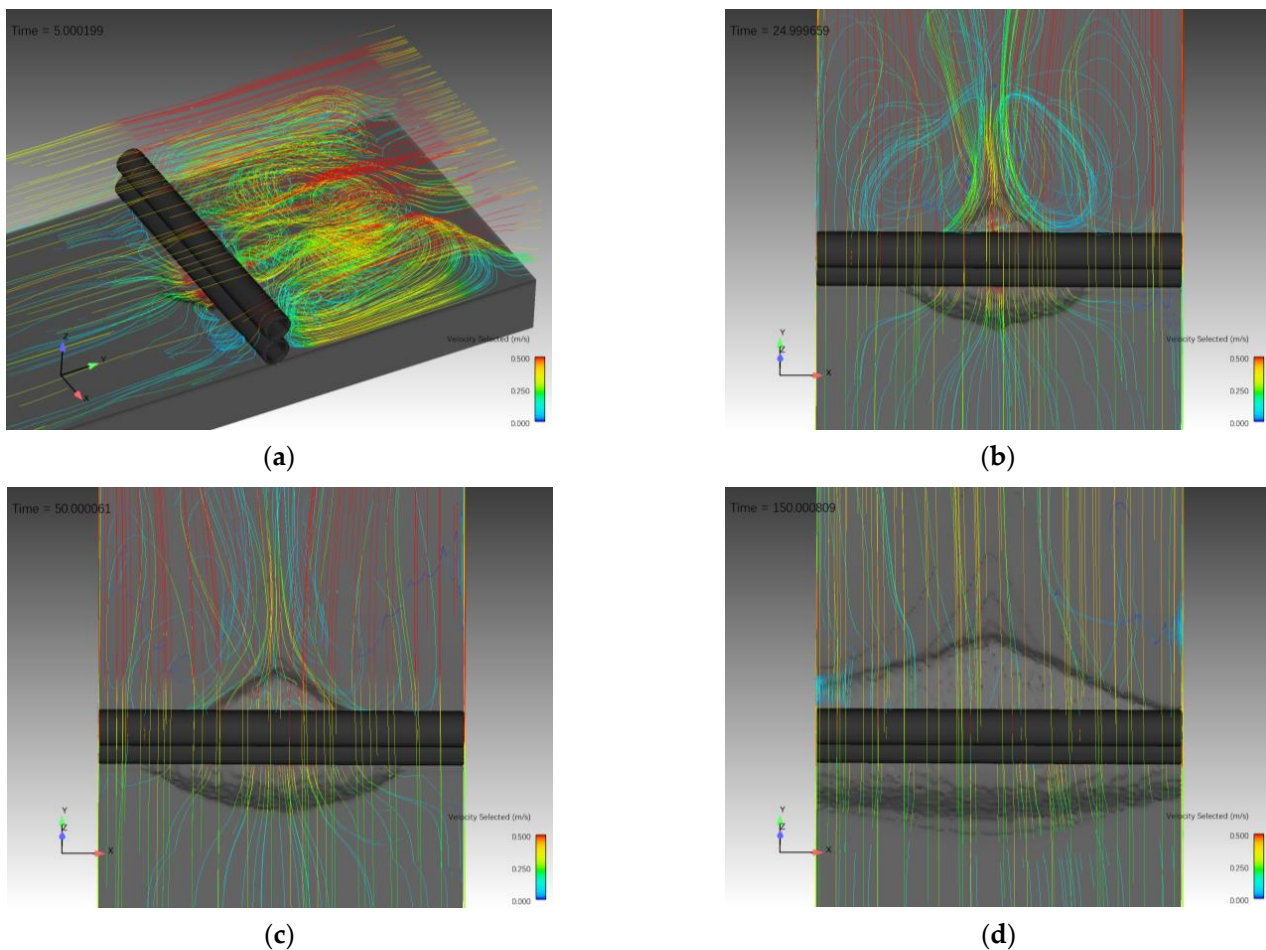 Time = 5.000199
Z
Y
X
Velocity Selected (m/s)
0.500
0.250
0.000
(a)
Time = 24.999659
Y
Z
X
Velocity Selected (m/s)
0.500
0.250
0.000
(b)
Time = 50.000061
Y
Z
X
Velocity Selected (m/s)
0.500
0.250
0.000
(c)
Time = 150.000809
Y
Z
X
Velocity Selected (m/s)
0.500
0.250
0.000
(d)